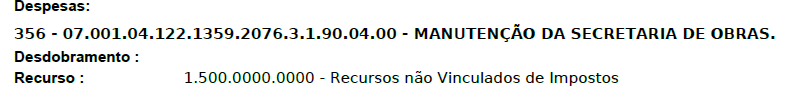 Despesas:
356 - 07.001.04.122.1359.2076.3.1.90.04.00 - MANUTENÇÃO DA SECRETARIA DE OBRAS.
Desdobramento :
Recurso : 1.500.0000.0000 - Recursos não Vinculados de Impostos